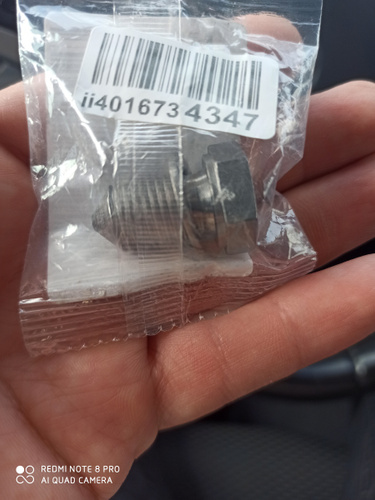 ii4016734347
REDMI NOTE 8 PRO
AI QUAD CAMERA